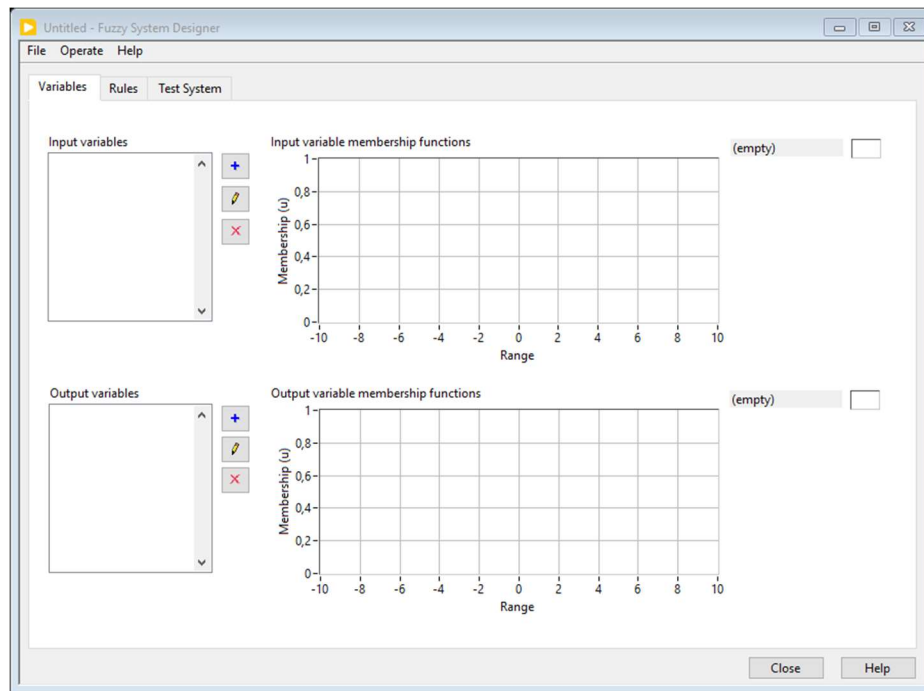 Untitled - Fuzzy System Designer
File Operate Help
Variables Rules Test System
Input variables
Input variable membership functions
(empty)
1
0,8
0,6
0,4
0,2
0
Membership (u)
-10 -8 -6 -4 -2 0 2 4 6 8 10
Range
Output variables
Output variable membership functions
(empty)
1
0,8
0,6
0,4
0,2
0
Membership (u)
-10 -8 -6 -4 -2 0 2 4 6 8 10
Range
Close Help